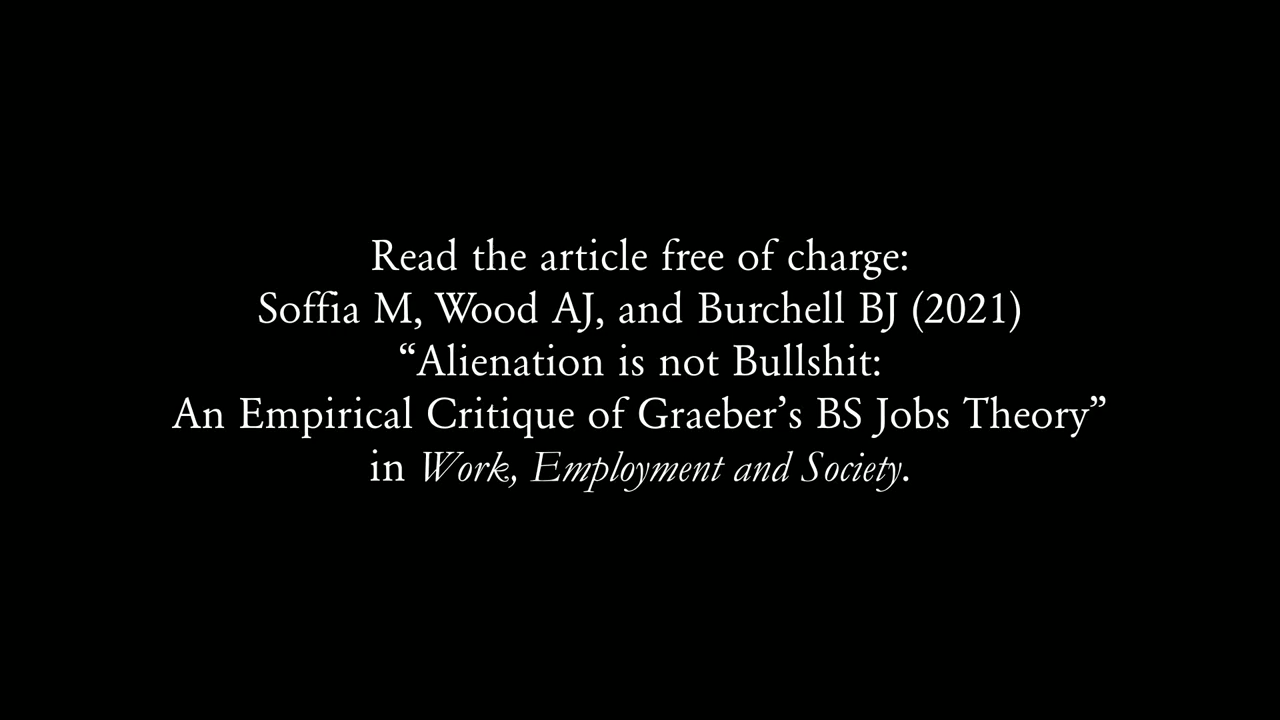 Read the article free of charge:
Soffia M, Wood AJ, and Burchell BJ (2021)
“Alienation is not Bullshit:
An Empirical Critique of Graeber’s BS Jobs Theory”
in Work, Employment and Society.